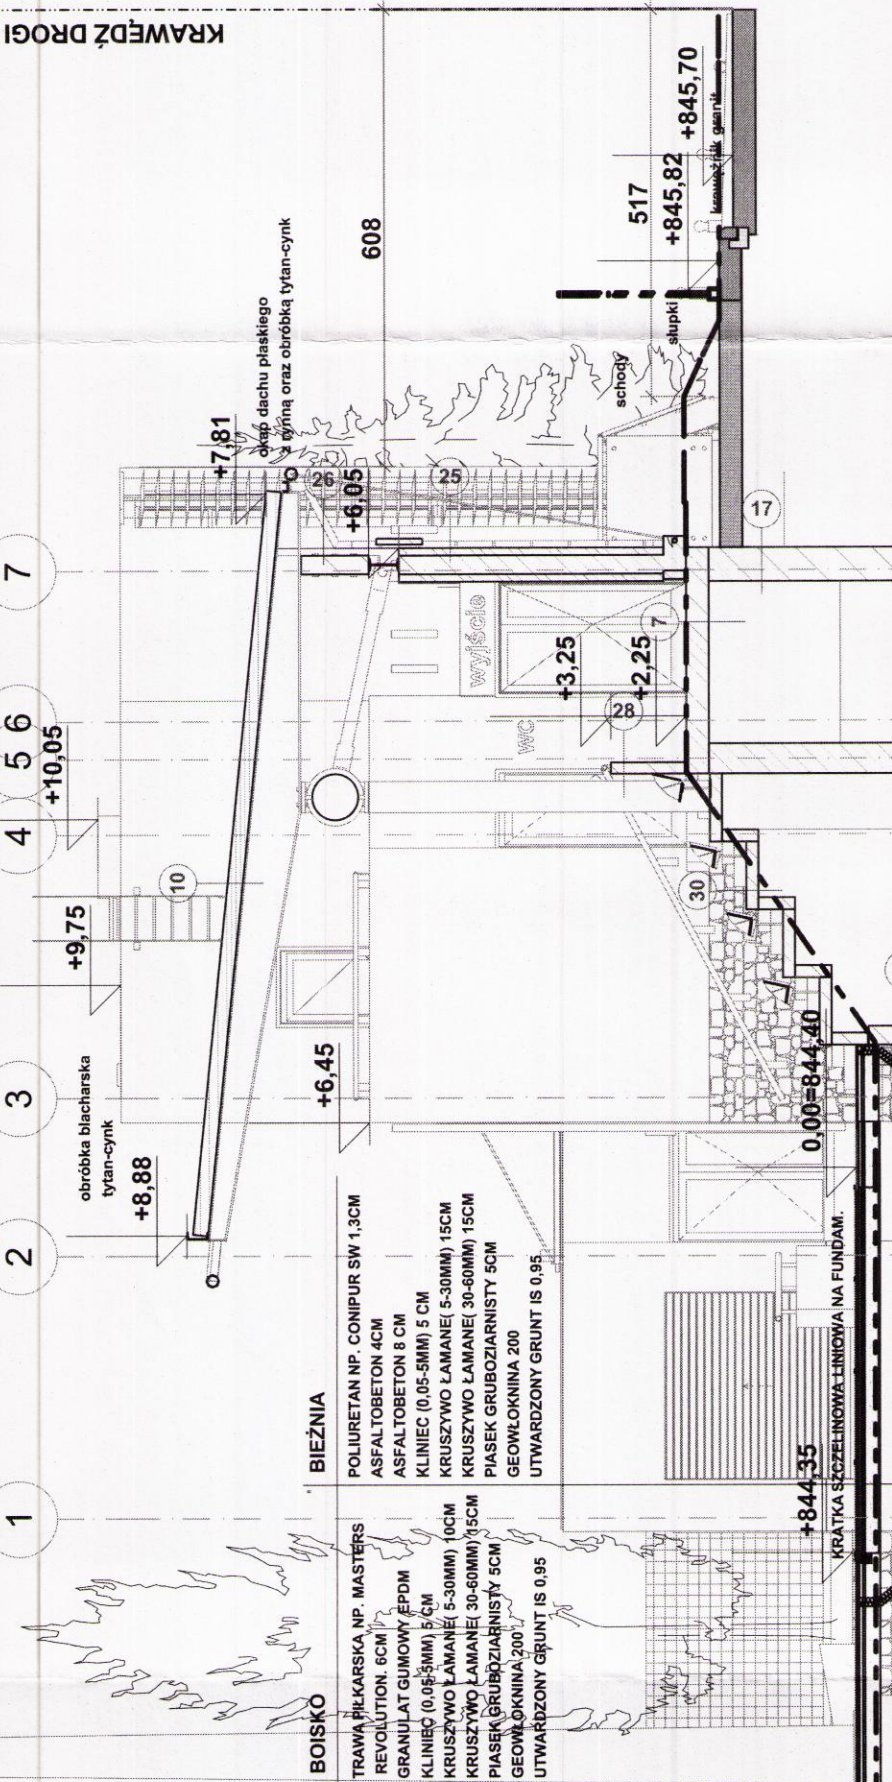 KRAWĘDŹ DROGI
7
6
5
4
3
2
1
+10,05
+9,75
10
obróbka blacharska
tytan-cynk
+8,88
+7,81
okap dachu płaskiego
z rynną oraz obróbką tytan-cynk
26
+6,05
25
608
517
+845,82
+845,70
krawężnik granit
słupki
schody
17
wyjście
wc
+3,25
+2,25
7
28
30
+6,45
0,00=844,40
BIEŻNIA
POLIURETAN NP. CONIPUR SW 1,3CM
ASFALTOBETON 4CM
ASFALTOBETON 8 CM
KLINIEC (0,05-5MM) 5 CM
KRUSZYWO ŁAMANE( 5-30MM) 15CM
KRUSZYWO ŁAMANE( 30-60MM) 15CM
PIASEK GRUBOZIARNISTY 5CM
GEOWŁOKNINA 200
UTWARDZONY GRUNT IS 0,95
BOISKO
TRAWA PIŁKARSKA NP. MASTERS
REVOLUTION. 6CM
GRANULAT GUMOWY EPDM
KLINIEC (0,05-5MM) 5 CM
KRUSZYWO ŁAMANE( 5-30MM) 10CM
KRUSZYWO ŁAMANE( 30-60MM) 15CM
PIASEK GRUBOZIARNISTY 5CM
GEOWŁOKNINA 200
UTWARDZONY GRUNT IS 0,95
+844,35
KRATKA SZCZELINOWA LINIOWA NA FUNDAM.